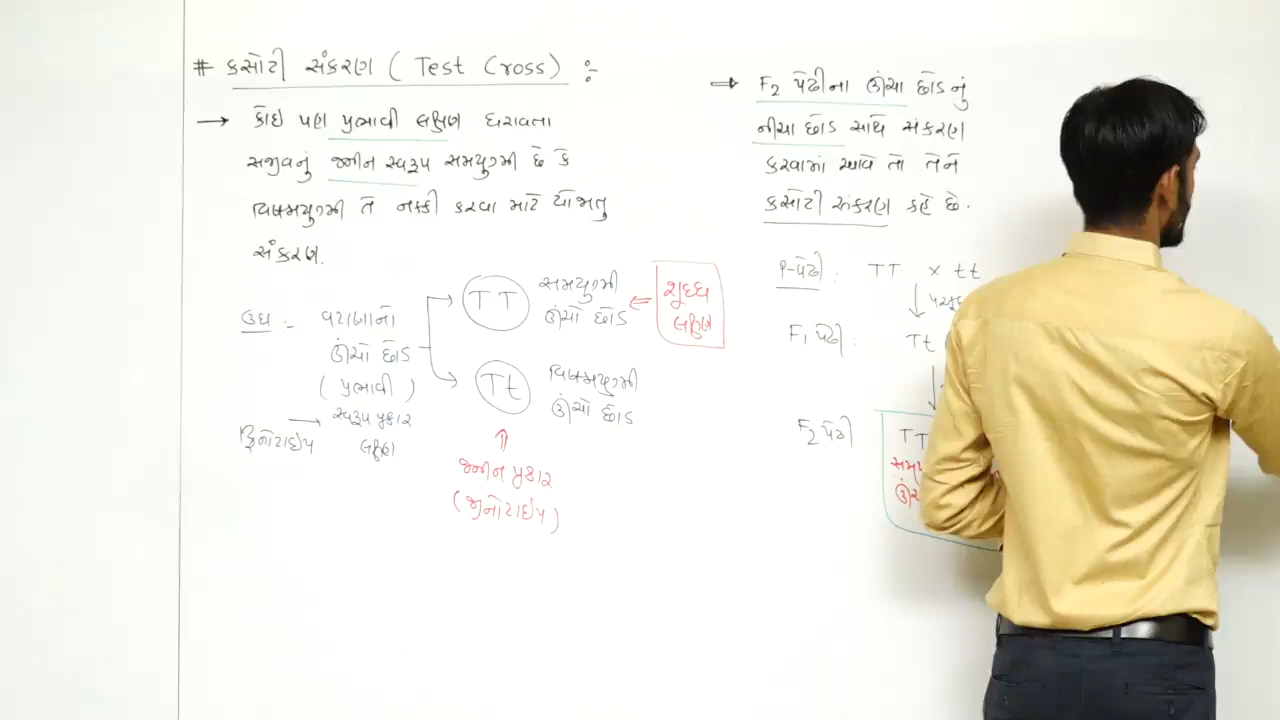 # કસોટી સંકરણ ( Test Cross ) :-
→ કોઈ પણ પ્રભાવી લક્ષણ ધરાવતા
સજીવનું જનીન સ્વરૂપ સમયુગ્મી છે કે
વિષમયુગ્મી તે નક્કી કરવા માટે યોજાતુ
સંકરણ.
ઉદા :- વટાણાનો
ઊંચો છોડ
( પ્રભાવી )
→ સ્વરૂપ પ્રકાર
ફિનોટાઈપ લક્ષણ
TT સમયુગ્મી
ઊંચો છોડ
શુદ્ધ
લક્ષણ
Tt વિષમયુગ્મી
ઊંચો છોડ
જનીન પ્રકાર
(જીનોટાઈપ)
⇒ F2 પેઢીના ઊંચા છોડનું
નીચા છોડ સાથે સંકરણ
કરવામાં આવે તો તેને
કસોટી સંકરણ કહે છે.
P-પેઢી : TT × tt
F1 પેઢી : Tt
F2 પેઢી : TT